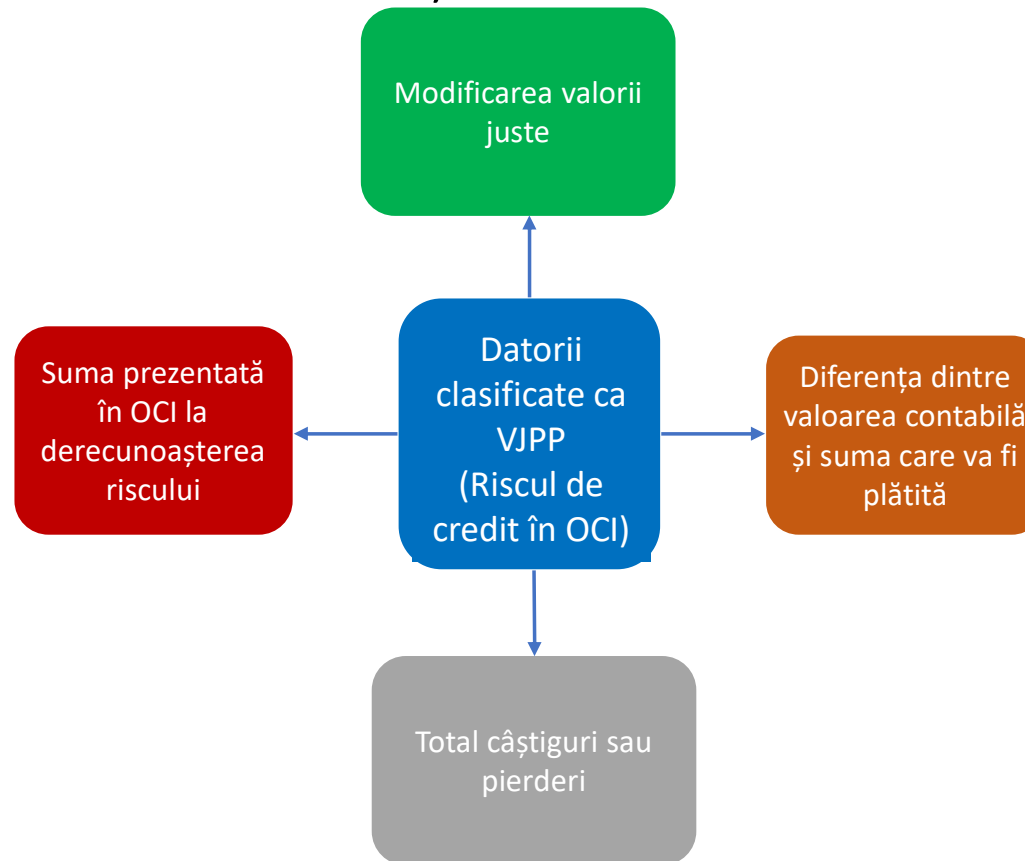 Modificarea valorii
juste
Suma prezentată
în OCI la
derecunoașterea
riscului
Datorii
clasificate ca
VJPP
(Riscul de
credit în OCI)
Diferența dintre
valoarea contabilă
și suma care va fi
plătită
Total câștiguri sau
pierderi